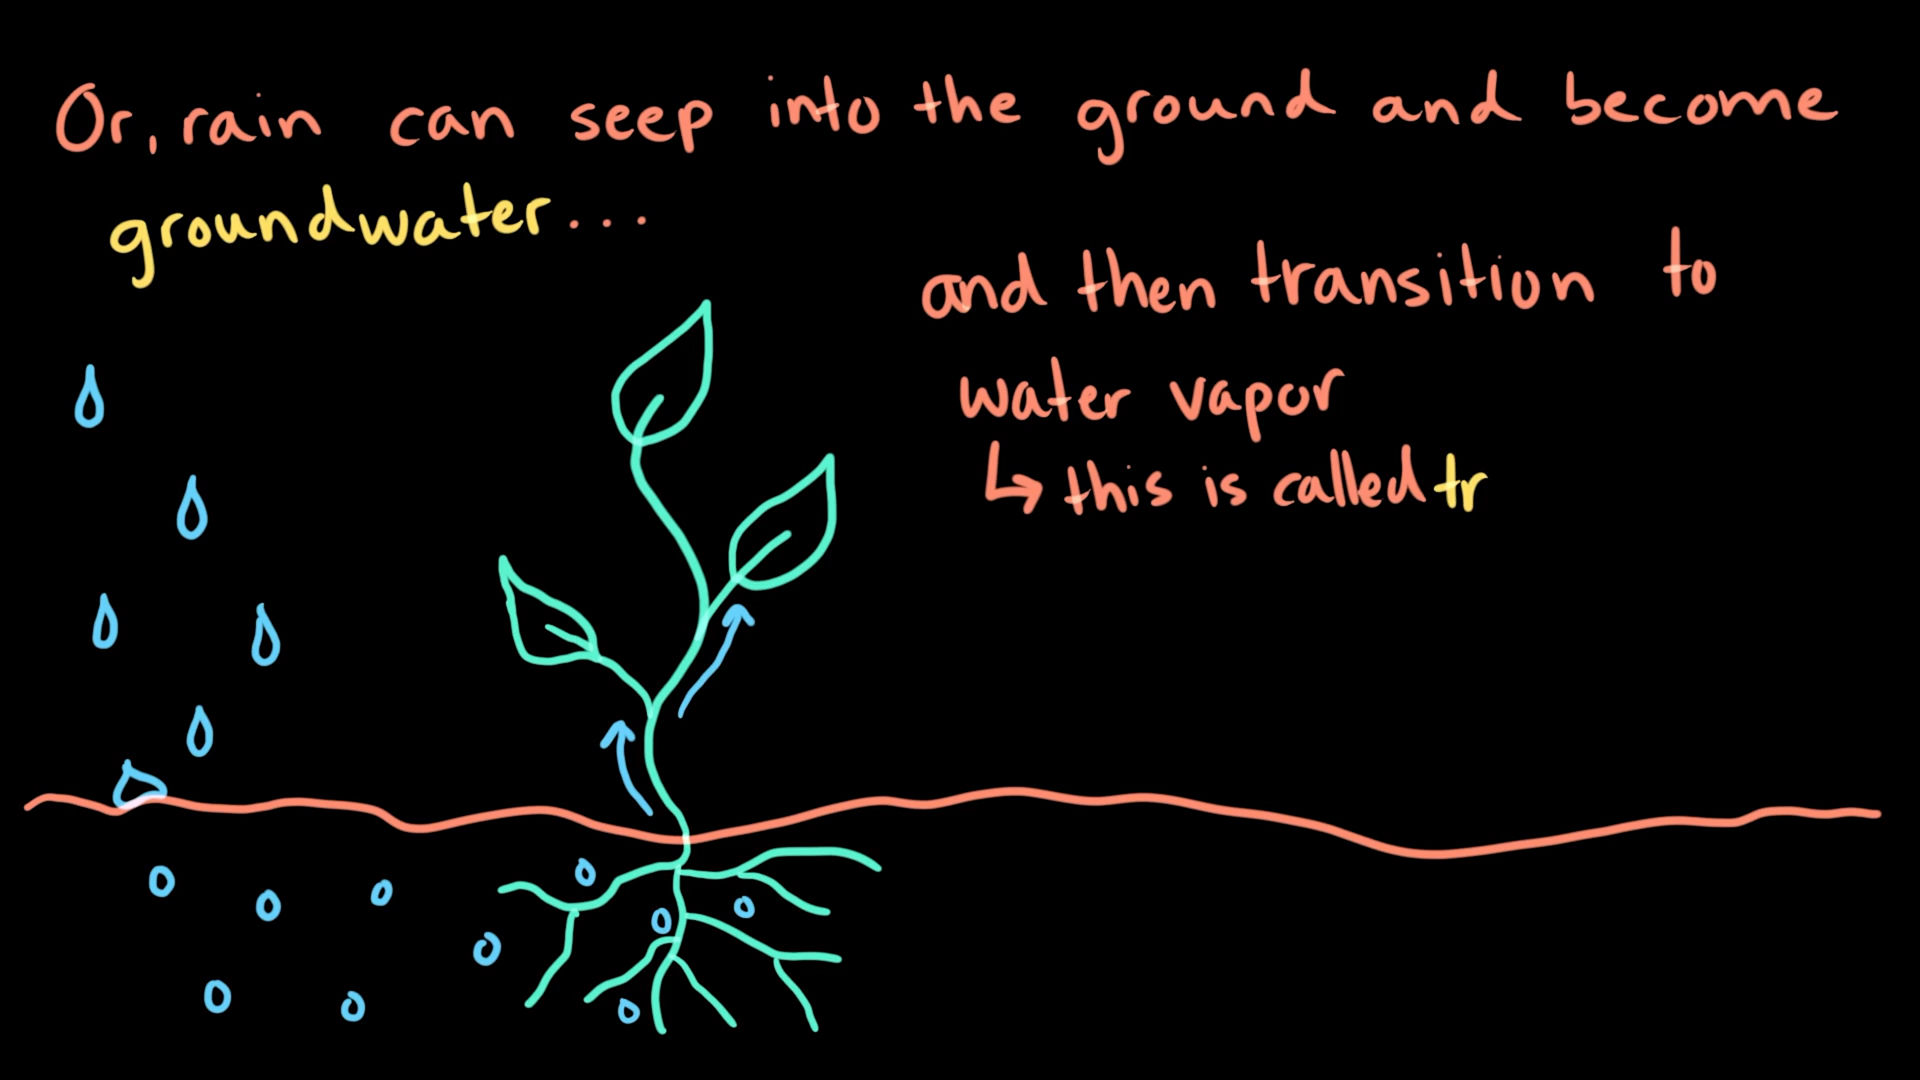 Or, rain can seep into the ground and become
groundwater...
and then transition to
water vapor
↳ this is called tr